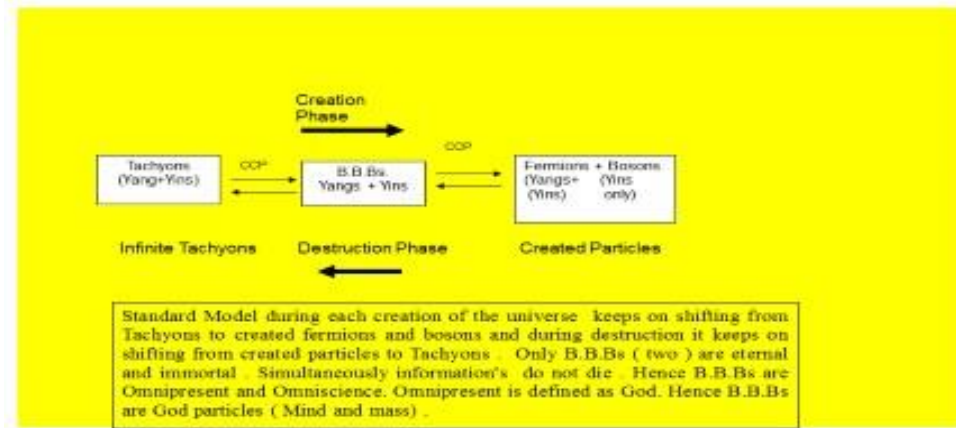 Creation
Phase
CCP
CCP
Tachyons
(Yang+Yins)
B.B.Bs.
Yangs + Yins
Fermions + Bosons
(Yangs+ (Yins
(Yins) only)
Infinite Tachyons
Destruction Phase
Created Particles
Standard Model during each creation of the universe keeps on shifting from
Tachyons to created fermions and bosons and during destruction it keeps on
shifting from created particles to Tachyons . Only B.B.Bs ( two ) are eternal
and immortal . Simultaneously information's do not die . Hence B.B.Bs are
Omnipresent and Omniscience. Omnipresent is defined as God. Hence B.B.Bs
are God particles ( Mind and mass) .